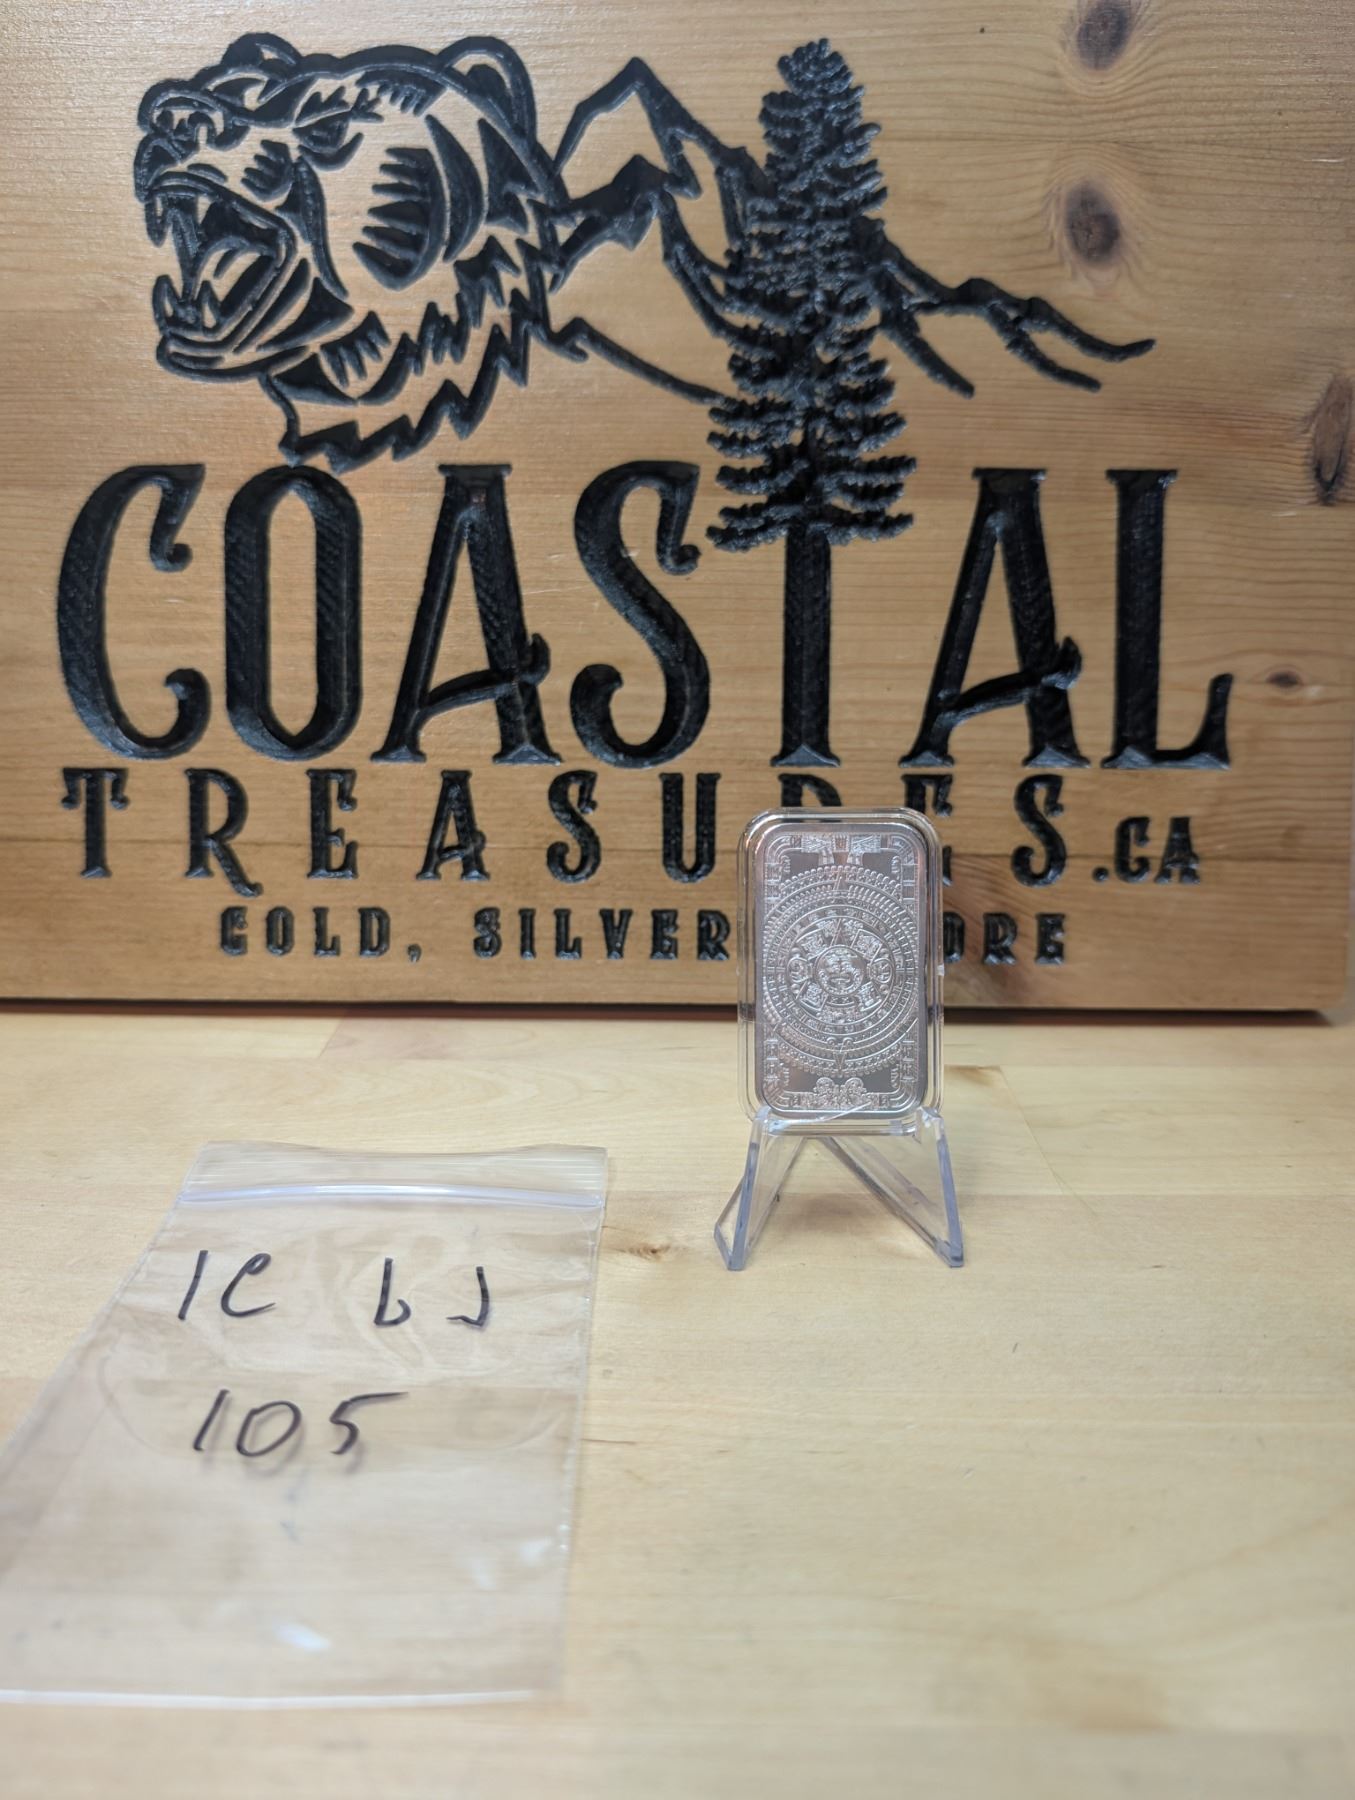 COASTAL
TREASURES.CA
GOLD, SILVER ORE
105